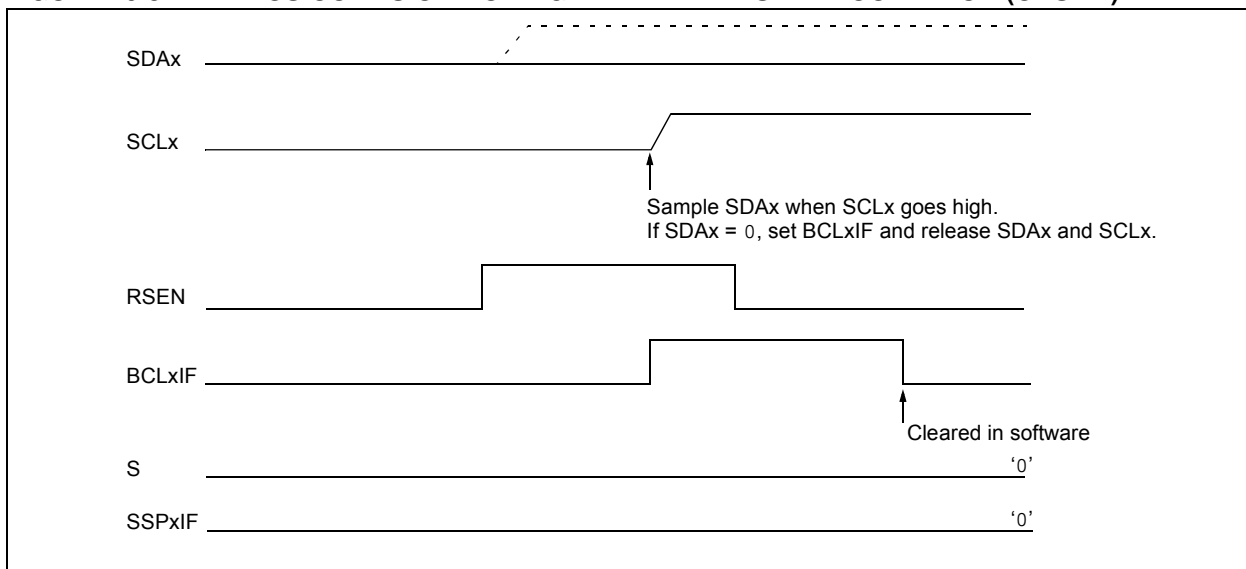 SDAx
SCLx
Sample SDAx when SCLx goes high.
If SDAx = 0, set BCLxIF and release SDAx and SCLx.
RSEN
BCLxIF
Cleared in software
S
‘0’
SSPxIF
‘0’